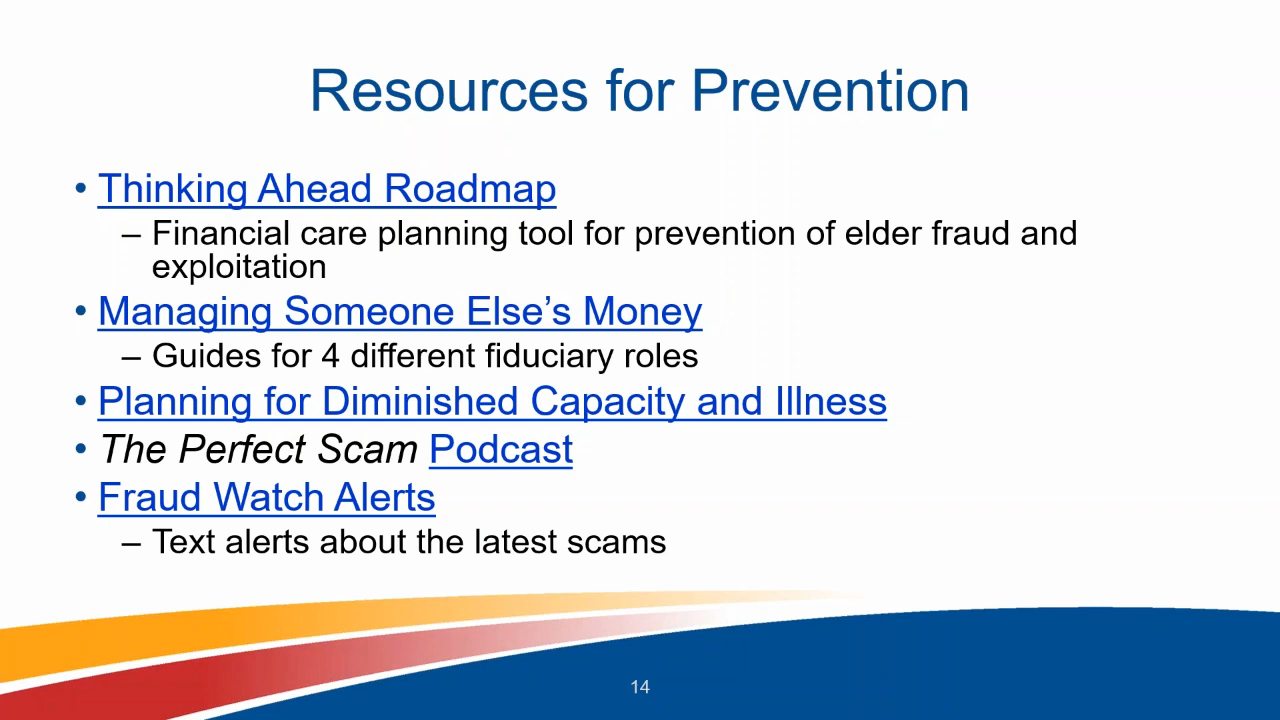 Resources for Prevention
• Thinking Ahead Roadmap
– Financial care planning tool for prevention of elder fraud and
exploitation
• Managing Someone Else’s Money
– Guides for 4 different fiduciary roles
• Planning for Diminished Capacity and Illness
• The Perfect Scam Podcast
• Fraud Watch Alerts
– Text alerts about the latest scams
14